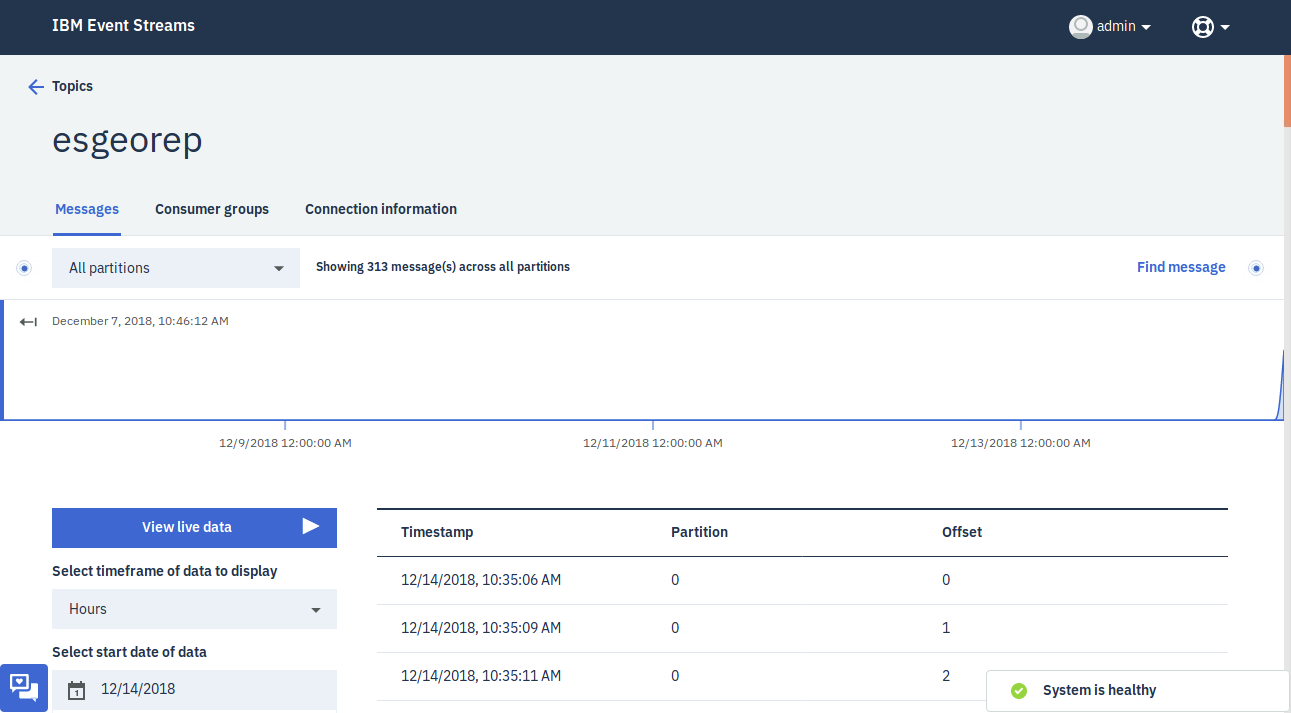 IBM Event Streams
admin
Topics
esgeorep
Messages Consumer groups Connection information
All partitions Showing 313 message(s) across all partitions Find message
December 7, 2018, 10:46:12 AM
12/9/2018 12:00:00 AM 12/11/2018 12:00:00 AM 12/13/2018 12:00:00 AM
View live data
Select timeframe of data to display
Hours
Select start date of data
1 12/14/2018
Timestamp Partition Offset
12/14/2018, 10:35:06 AM 0 0
12/14/2018, 10:35:09 AM 0 1
12/14/2018, 10:35:11 AM 0 2
System is healthy